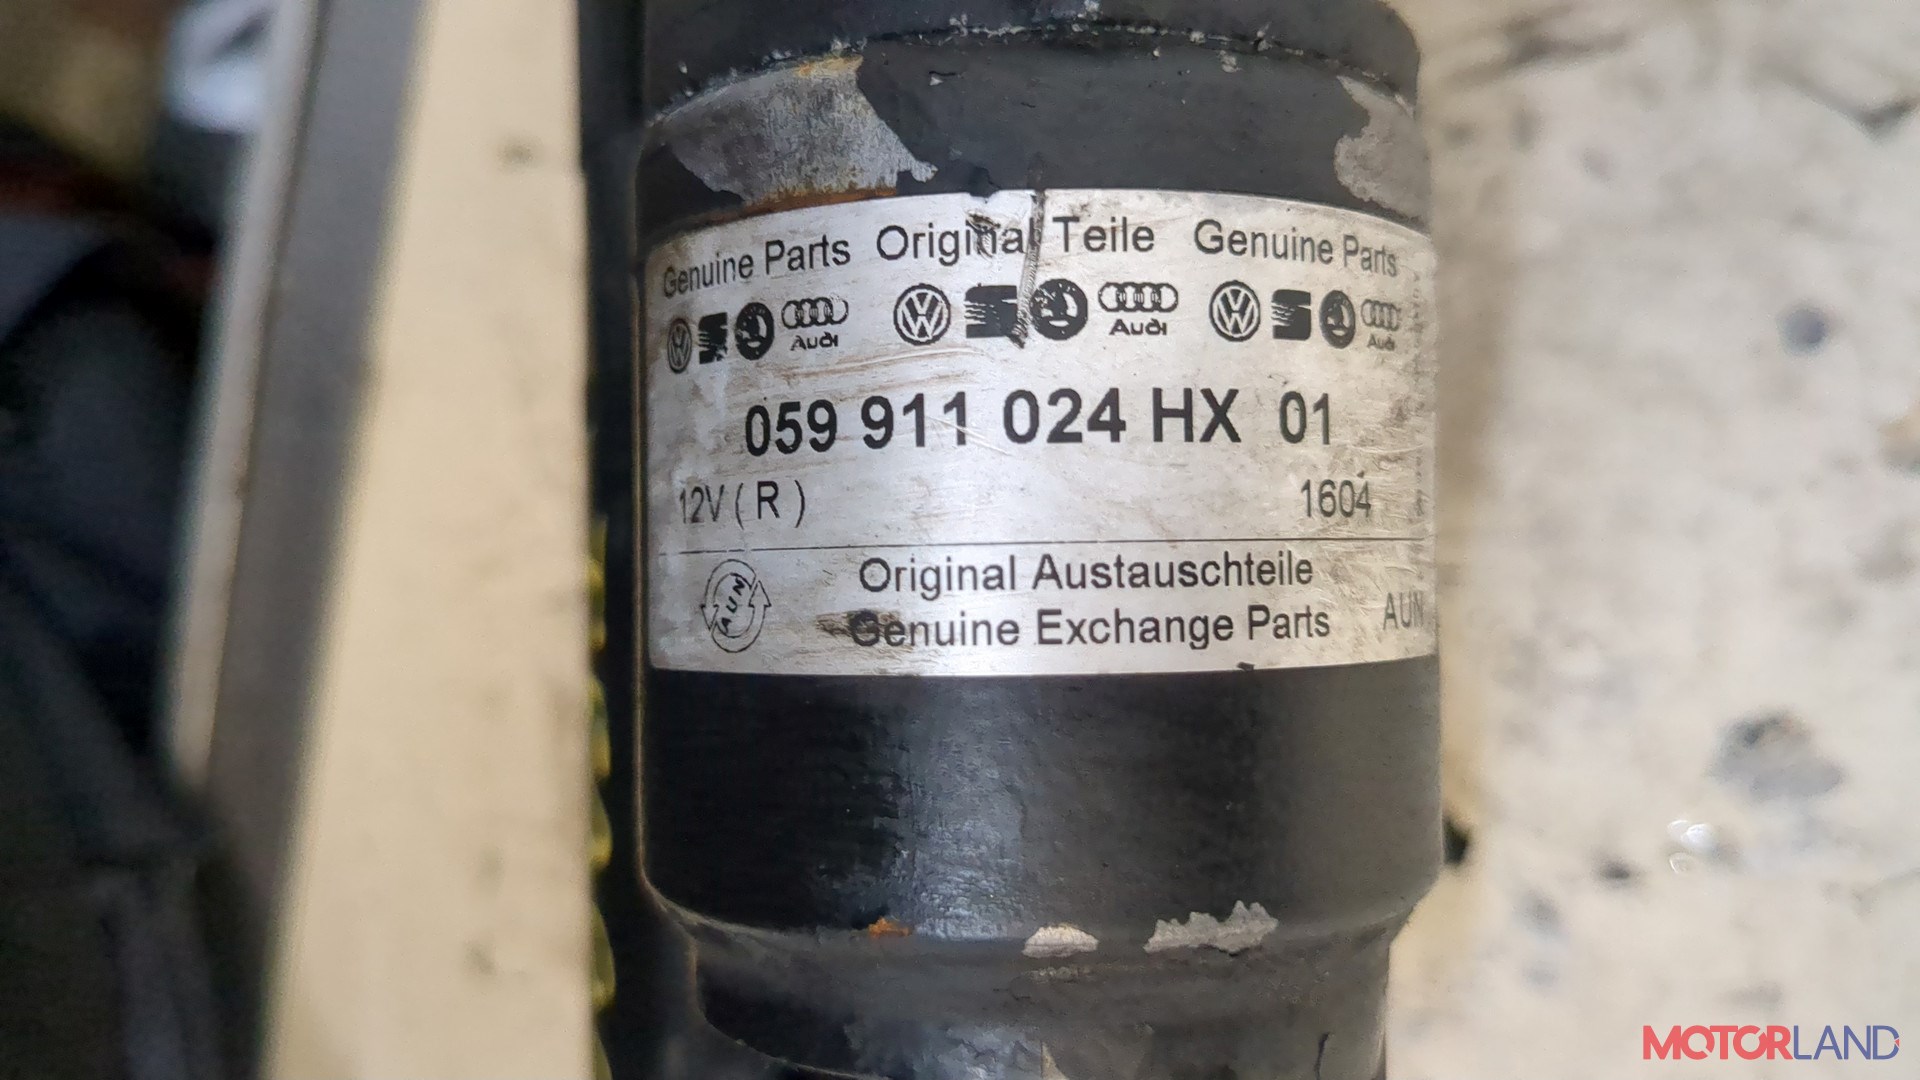 Genuine Parts Original Teile Genuine Parts
Audi Audi Audi
059 911 024 HX 01
12V ( R ) 1604
AUN
Original Austauschteile
Genuine Exchange Parts AUN
MOTORLAND